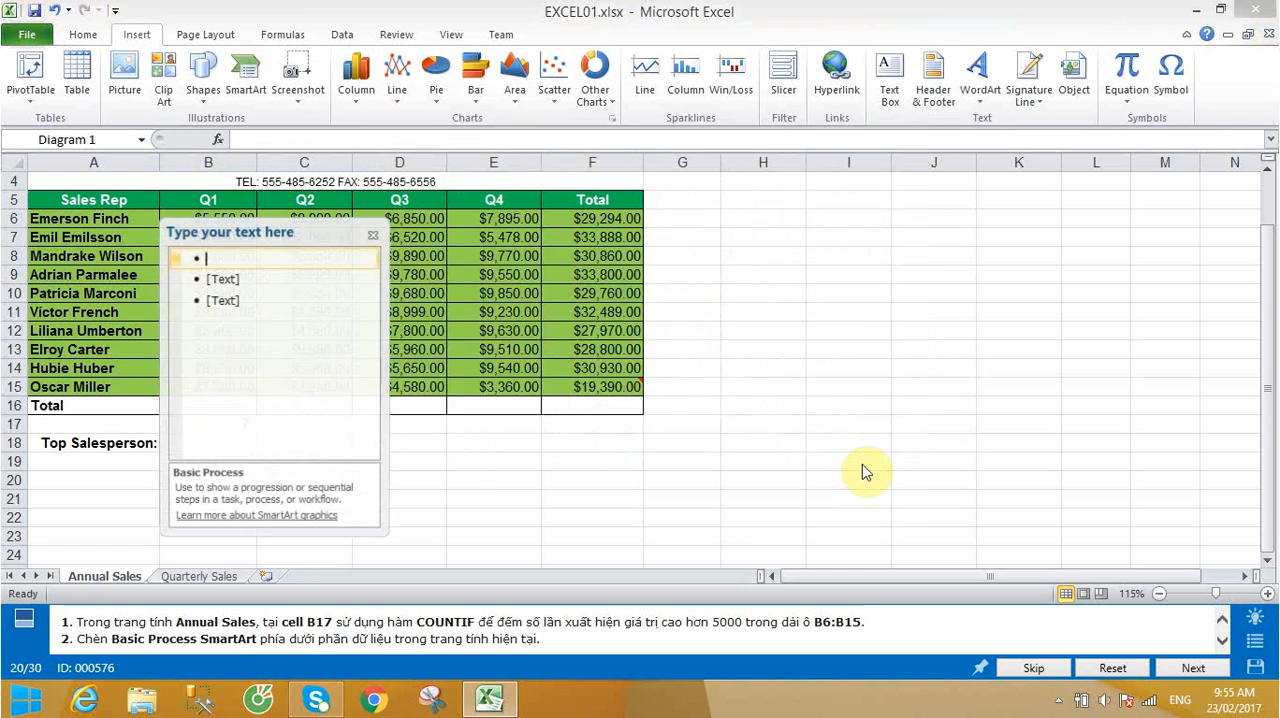 EXCEL01.xlsx - Microsoft Excel
File Home Insert Page Layout Formulas Data Review View Team
PivotTable Table Picture Clip Art Shapes SmartArt Screenshot Column Line Pie Bar Area Scatter Other Charts Line Column Win/Loss Slicer Hyperlink Text Box Header & Footer WordArt Signature Line Object Equation Symbol
Tables Illustrations Charts Sparklines Filter Links Text Symbols
Diagram 1 fx
A B C D E F G H I J K L M N
4 TEL: 555-485-6252 FAX: 555-485-6556
5 Sales Rep Q1 Q2 Q3 Q4 Total
6 Emerson Finch $6,850.00 $7,895.00 $29,294.00
7 Emil Emilsson $6,520.00 $5,478.00 $33,888.00
8 Mandrake Wilson $9,890.00 $9,770.00 $30,860.00
9 Adrian Parmalee $9,780.00 $9,550.00 $33,800.00
10 Patricia Marconi $9,680.00 $9,850.00 $29,760.00
11 Victor French $8,999.00 $9,230.00 $32,489.00
12 Liliana Umberton $7,800.00 $9,630.00 $27,970.00
13 Elroy Carter $5,960.00 $9,510.00 $28,800.00
14 Hubie Huber $5,650.00 $9,540.00 $30,930.00
15 Oscar Miller $4,580.00 $3,360.00 $19,390.00
16 Total
17
18 Top Salesperson:
19
20
21
22
23
24
Type your text here
• [Text]
• [Text]
Basic Process
Use to show a progression or sequential
steps in a task, process, or workflow.
Learn more about SmartArt graphics
Annual Sales Quarterly Sales
Ready 115%
1. Trong trang tính Annual Sales, tại cell B17 sử dụng hàm COUNTIF để đếm số lần xuất hiện giá trị cao hơn 5000 trong dải ô B6:B15.
2. Chèn Basic Process SmartArt phía dưới phần dữ liệu trong trang tính hiện tại.
20/30 ID: 000576 Skip Reset Next
ENG 9:55 AM
23/02/2017